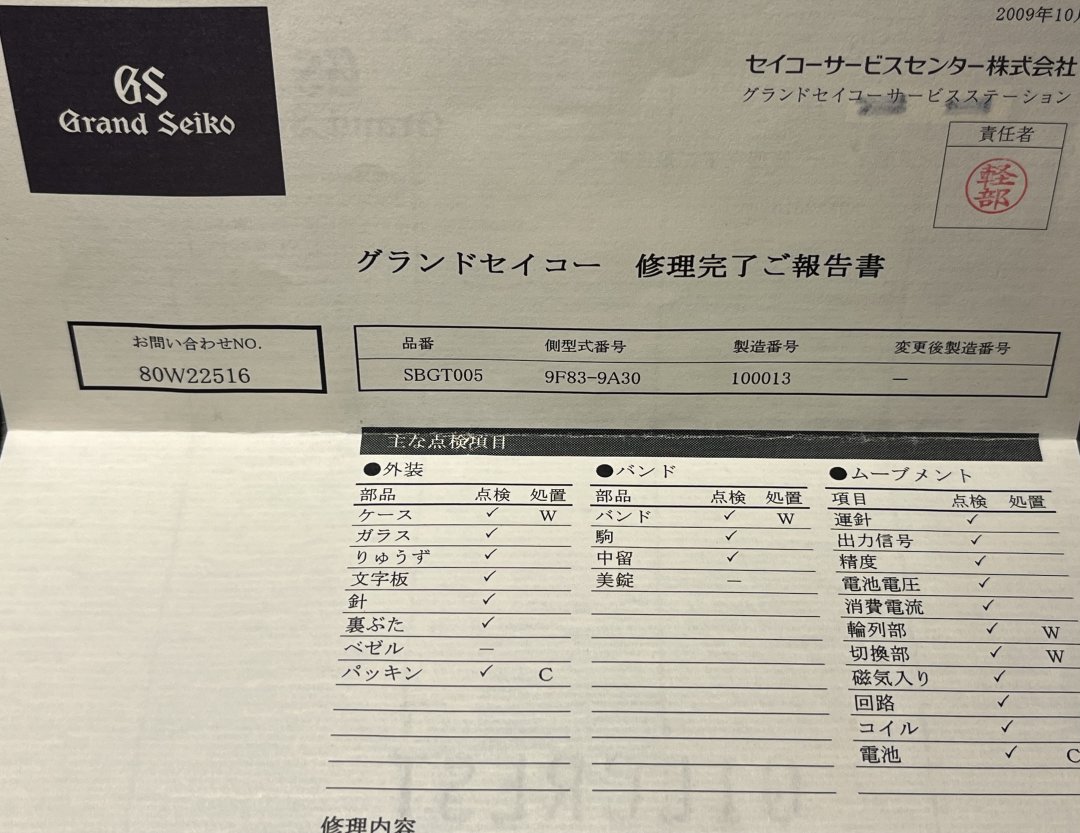 2009年10月
GS
Grand Seiko
セイコーサービスセンター株式会社
グランドセイコーサービスステーション
責任者
軽部
グランドセイコー 修理完了ご報告書
お問い合わせNO.
80W22516
品番 側型式番号 製造番号 変更後製造番号
SBGT005 9F83-9A30 100013 —
主な点検項目
●外装
部品 点検 処置
ケース ✓ W
ガラス ✓
りゅうず ✓
文字板 ✓
針 ✓
裏ぶた ✓
ベゼル —
パッキン ✓ C
●バンド
部品 点検 処置
バンド ✓ W
駒 ✓
中留 ✓
美錠 —
●ムーブメント
項目 点検 処置
運針 ✓
出力信号 ✓
精度 ✓
電池電圧 ✓
消費電流 ✓
輪列部 ✓ W
切換部 ✓ W
磁気入り ✓
回路 ✓
コイル ✓
電池 ✓ C
修理内容